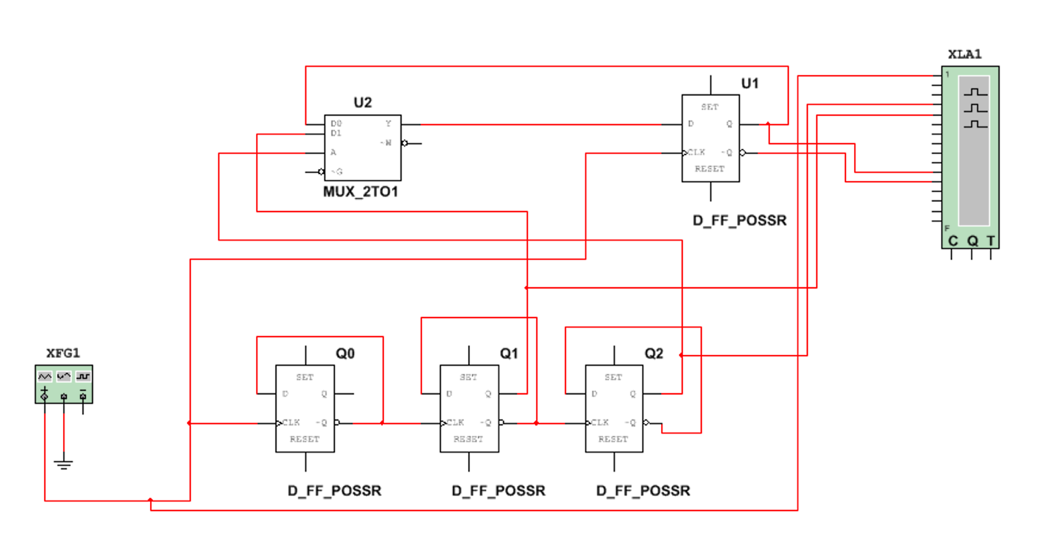 XLA1
1
F
C Q T
U1
SET
D Q
CLK ~Q
RESET
D_FF_POSSR
U2
D0 Y
D1
~W
A
~G
MUX_2TO1
XFG1
+ −
Q0
SET
D Q
CLK ~Q
RESET
D_FF_POSSR
Q1
SET
D Q
CLK ~Q
RESET
D_FF_POSSR
Q2
SET
D Q
CLK ~Q
RESET
D_FF_POSSR